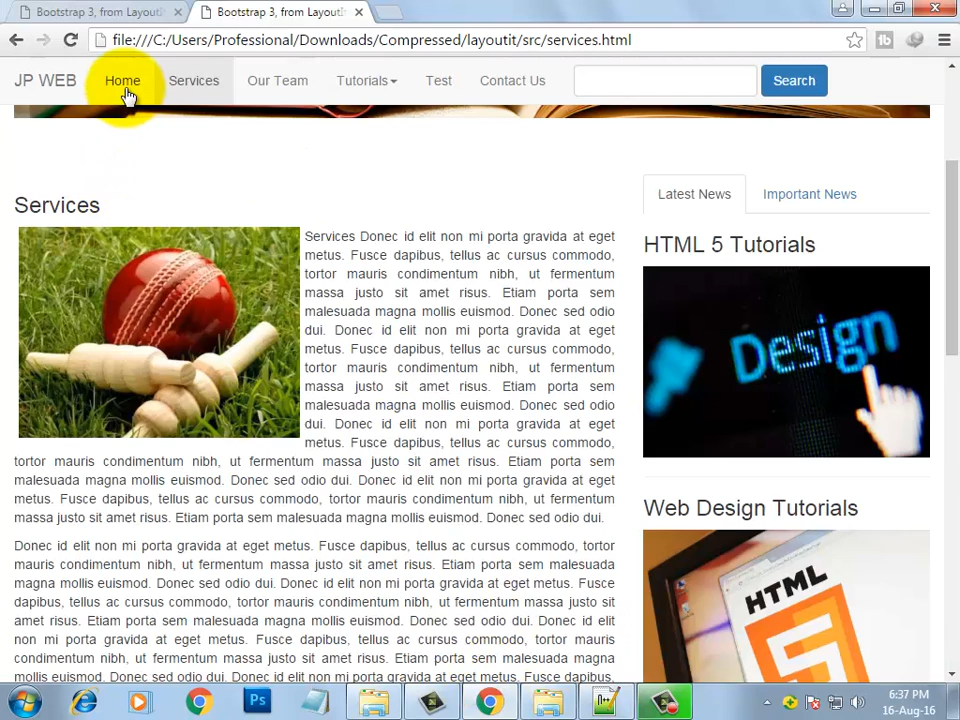 Bootstrap 3, from LayoutIt
Bootstrap 3, from LayoutIt
file:///C:/Users/Professional/Downloads/Compressed/layoutit/src/services.html
JP WEB Home Services Our Team Tutorials Test Contact Us Search
Latest News Important News
Services
Services Donec id elit non mi porta gravida at eget
metus. Fusce dapibus, tellus ac cursus commodo,
tortor mauris condimentum nibh, ut fermentum
massa justo sit amet risus. Etiam porta sem
malesuada magna mollis euismod. Donec sed odio
dui. Donec id elit non mi porta gravida at eget
metus. Fusce dapibus, tellus ac cursus commodo,
tortor mauris condimentum nibh, ut fermentum
massa justo sit amet risus. Etiam porta sem
malesuada magna mollis euismod. Donec sed odio
dui. Donec id elit non mi porta gravida at eget
metus. Fusce dapibus, tellus ac cursus commodo,
tortor mauris condimentum nibh, ut fermentum massa justo sit amet risus. Etiam porta sem
malesuada magna mollis euismod. Donec sed odio dui. Donec id elit non mi porta gravida at eget
metus. Fusce dapibus, tellus ac cursus commodo, tortor mauris condimentum nibh, ut fermentum
massa justo sit amet risus. Etiam porta sem malesuada magna mollis euismod. Donec sed odio dui.
Donec id elit non mi porta gravida at eget metus. Fusce dapibus, tellus ac cursus commodo, tortor
mauris condimentum nibh, ut fermentum massa justo sit amet risus. Etiam porta sem malesuada
magna mollis euismod. Donec sed odio dui. Donec id elit non mi porta gravida at eget metus. Fusce
dapibus, tellus ac cursus commodo, tortor mauris condimentum nibh, ut fermentum massa justo sit
amet risus. Etiam porta sem malesuada magna mollis euismod. Donec sed odio dui. Donec id elit
non mi porta gravida at eget metus. Fusce dapibus, tellus ac cursus commodo, tortor mauris
condimentum nibh, ut fermentum massa justo sit amet risus. Etiam porta sem malesuada magna
mollis euismod. Donec sed odio dui. Donec id elit non mi porta gravida at eget metus. Fusce
HTML 5 Tutorials
Design
Web Design Tutorials
HTML
5
Ps
6:37 PM
16-Aug-16